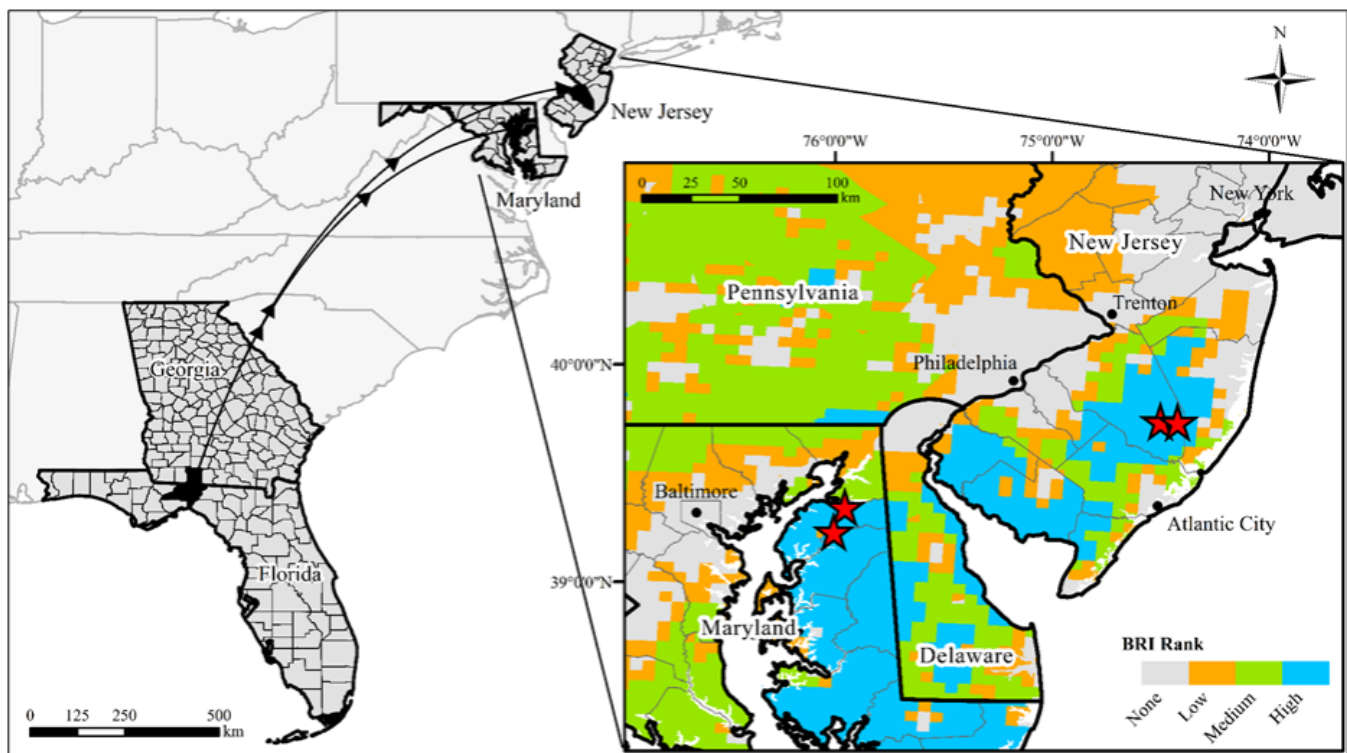 N
New Jersey
Maryland
Georgia
Florida
0 125 250 500
km
76°0'0"W 75°0'0"W 74°0'0"W
0 25 50 100
km
New York
New Jersey
Pennsylvania
Trenton
40°0'0"N
Philadelphia
Baltimore
Atlantic City
39°0'0"N
Maryland
Delaware
BRI Rank
None Low Medium High